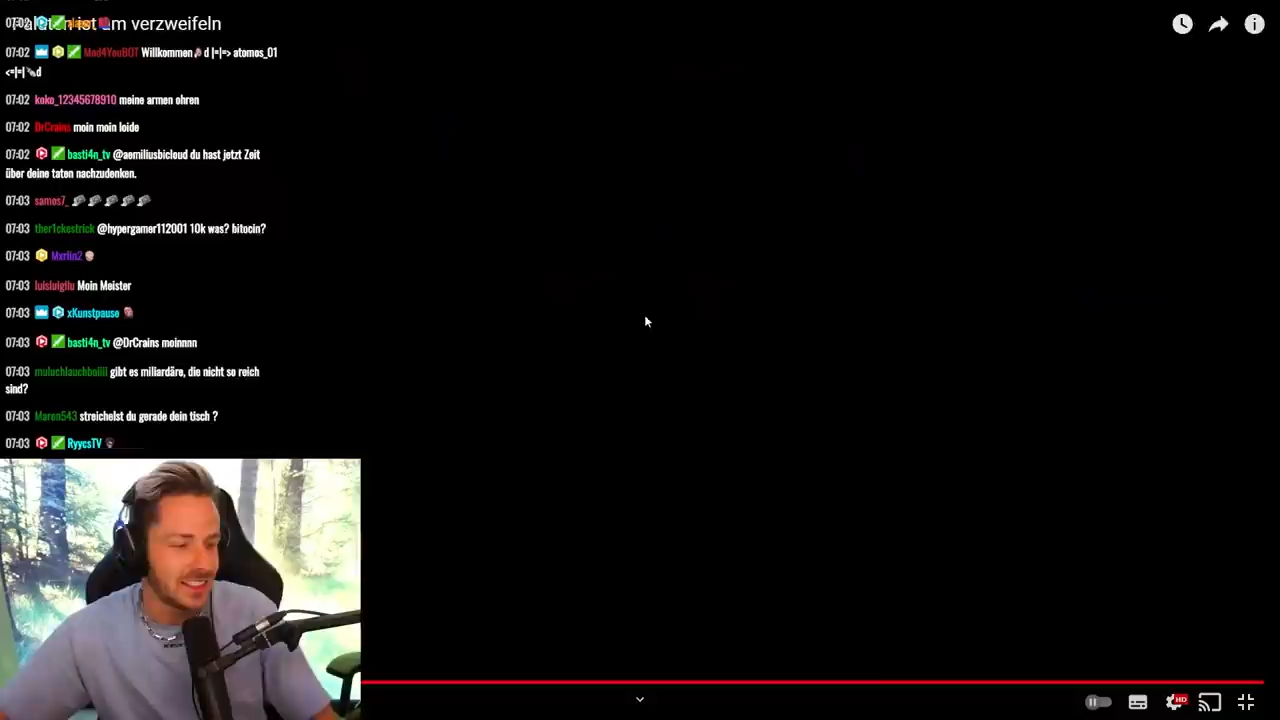 ist am verzweifeln
07:02
07:02 Mod4YouBOT Willkommen d |=|=> atomos_01
<=|=| d
07:02 koko_12345678910 meine armen ohren
07:02 DrCrains moin moin loide
07:02 basti4n_tv @aemiliusbicloud du hast jetzt Zeit
über deine taten nachzudenken.
07:03 samos7_
07:03 ther1ckestrick @hypergamer112001 10k was? bitocin?
07:03 Mxrlin2
07:03 luisluigilu Moin Meister
07:03 xKunstpause
07:03 basti4n_tv @DrCrains moinnnn
07:03 muluchlauchboiiii gibt es miliardäre, die nicht so reich
sind?
07:03 Maren543 streichelst du gerade dein tisch ?
07:03 RyycsTV
HD